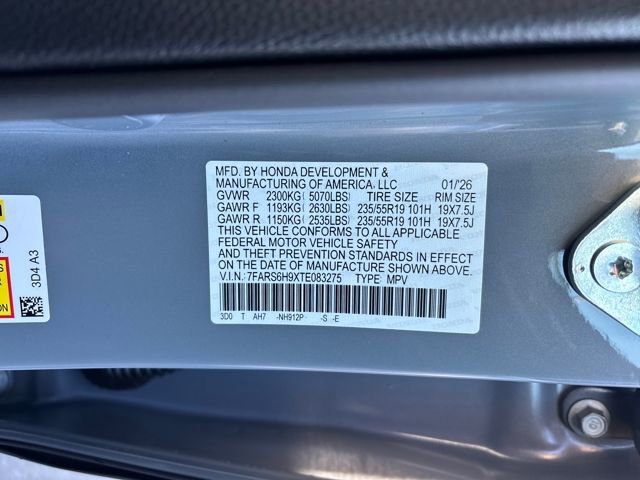 MFD. BY HONDA DEVELOPMENT &
MANUFACTURING OF AMERICA, LLC 01/'26
GVWR 2300KG( 5070LBS) TIRE SIZE RIM SIZE
GAWR F 1193KG( 2630LBS) 235/55R19 101H 19X7.5J
GAWR R 1150KG( 2535LBS) 235/55R19 101H 19X7.5J
THIS VEHICLE CONFORMS TO ALL APPLICABLE
FEDERAL MOTOR VEHICLE SAFETY
AND THEFT PREVENTION STANDARDS IN EFFECT
ON THE DATE OF MANUFACTURE SHOWN ABOVE.
V.I.N.: 7FARS6H9XTE083275 TYPE: MPV
3D0 T AH7 -NH912P -S -E
3D4 A3